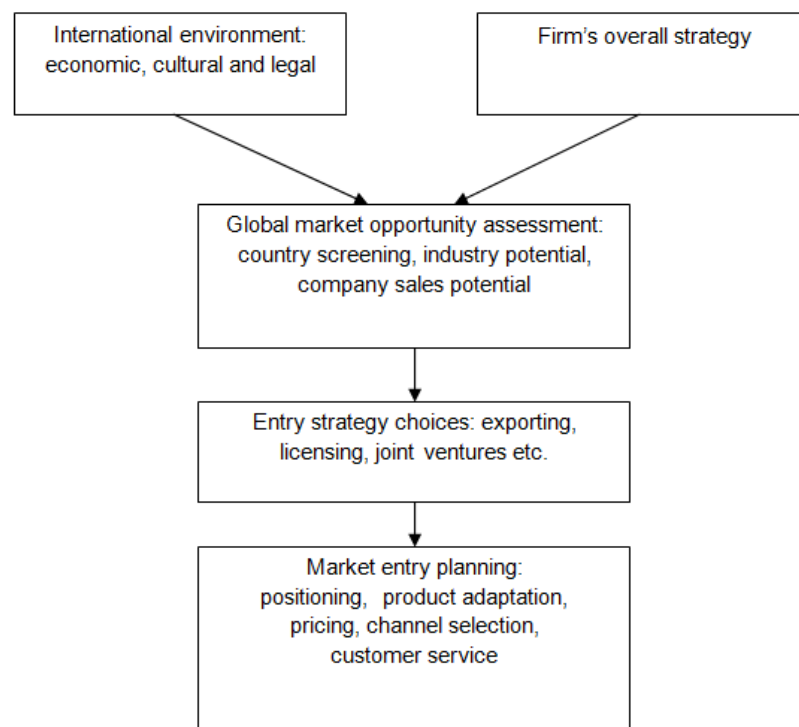 International environment:
economic, cultural and legal
Firm’s overall strategy
Global market opportunity assessment:
country screening, industry potential,
company sales potential
Entry strategy choices: exporting,
licensing, joint ventures etc.
Market entry planning:
positioning, product adaptation,
pricing, channel selection,
customer service